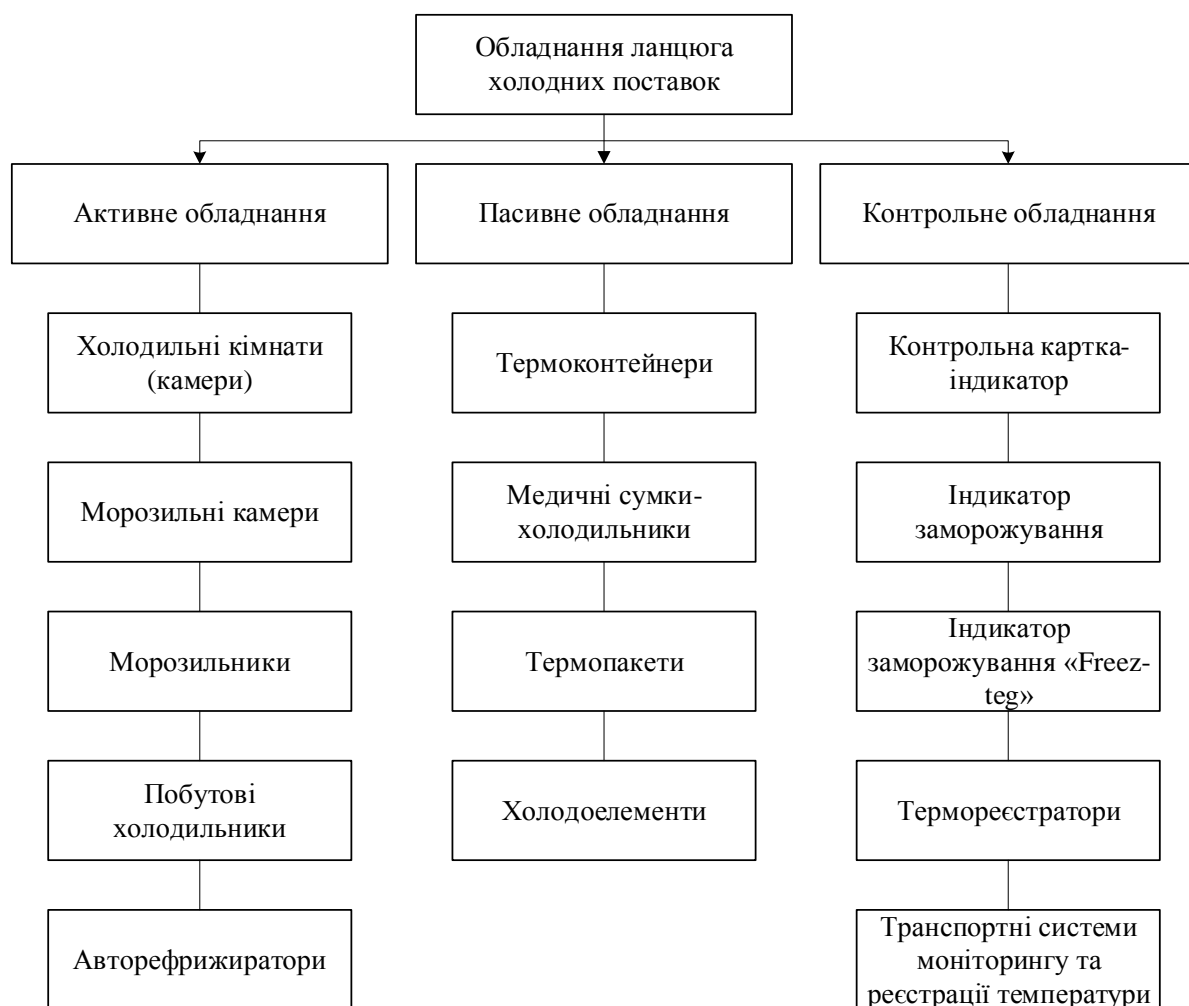 Обладнання ланцюга
холодних поставок
Активне обладнання
Пасивне обладнання
Контрольне обладнання
Холодильні кімнати
(камери)
Термоконтейнери
Контрольна картка-
індикатор
Морозильні камери
Медичні сумки-
холодильники
Індикатор
заморожування
Морозильники
Термопакети
Індикатор
заморожування «Freez-
teg»
Побутові
холодильники
Холодоелементи
Термореєстратори
Авторефрижиратори
Транспортні системи
моніторингу та
реєстрації температури